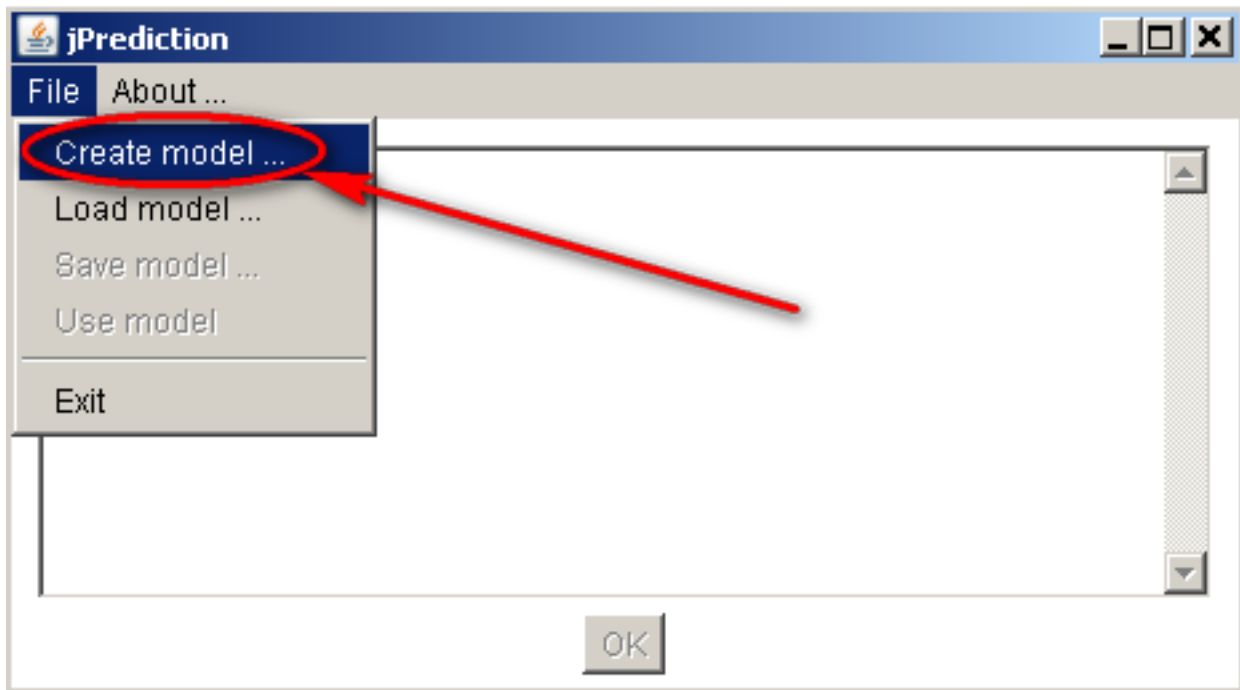 jPrediction
File About ...
Create model ...
Load model ...
Save model ...
Use model
Exit
OK